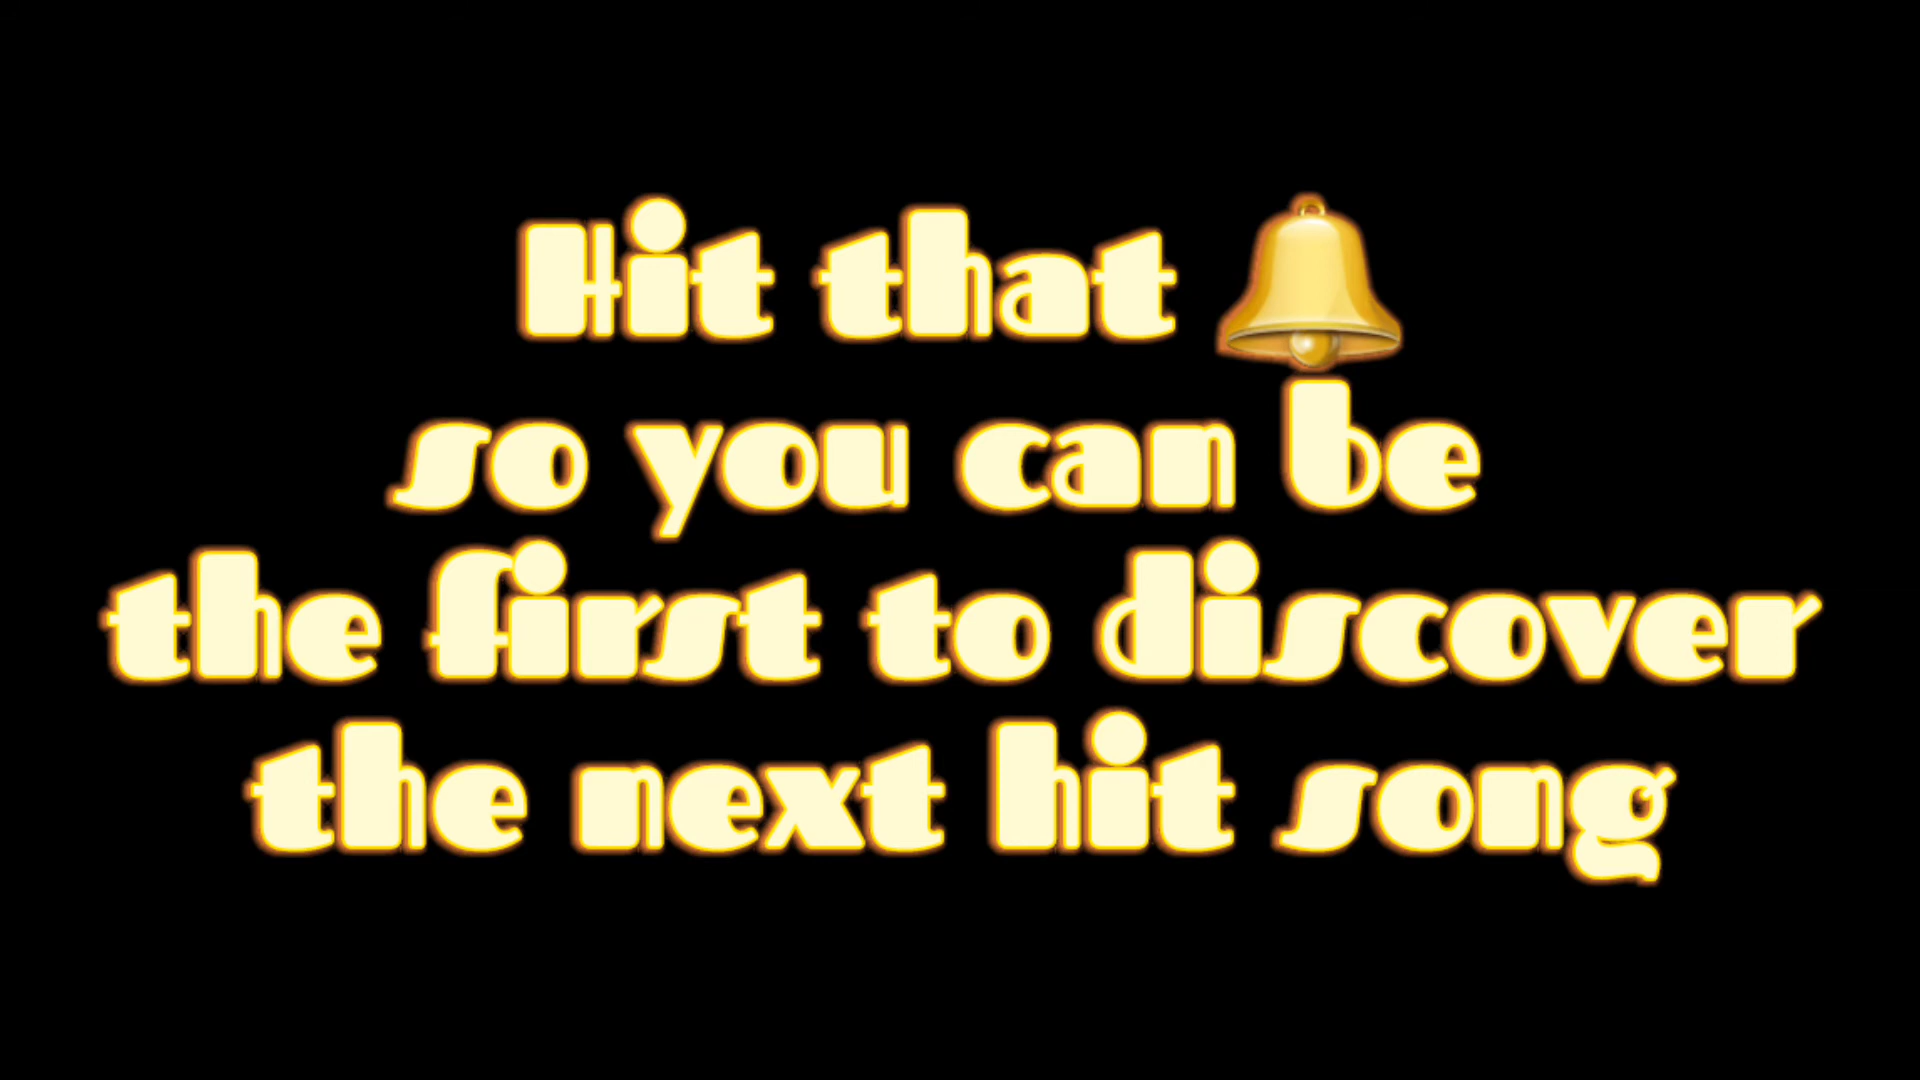 Hit that 🔔
so you can be
the first to discover
the next hit song